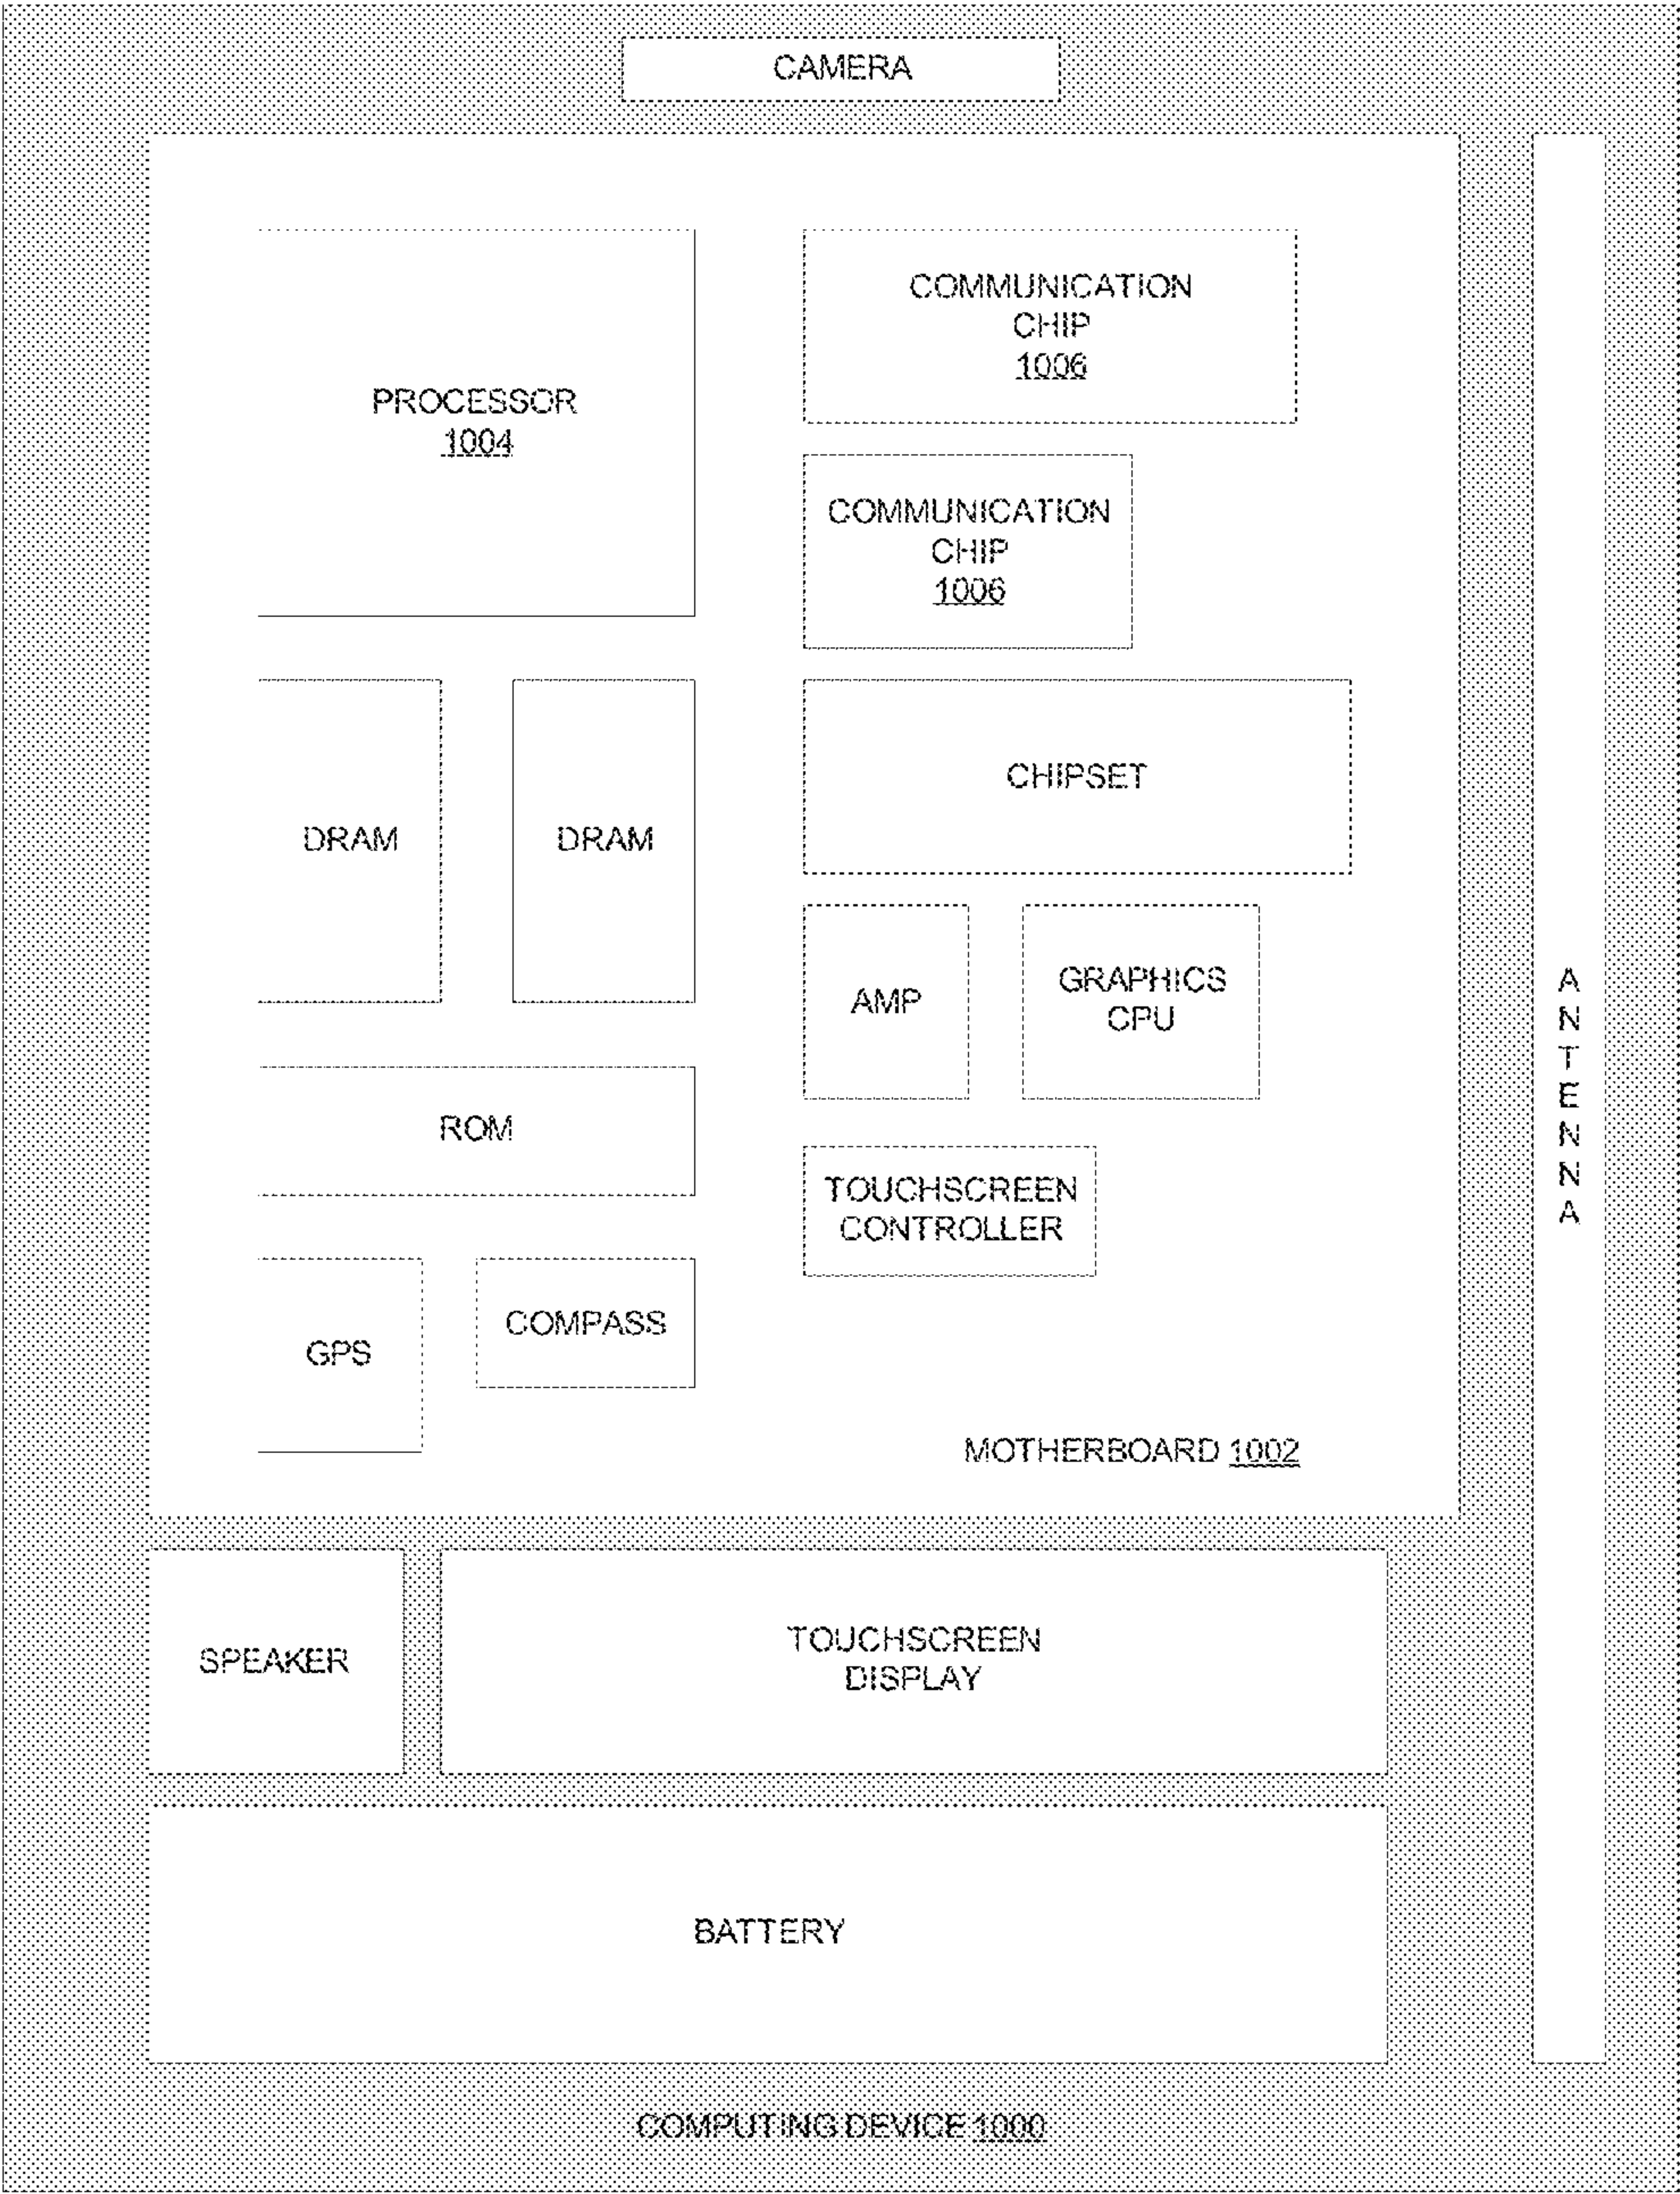 CAMERA
PROCESSOR
1004
COMMUNICATION
CHIP
1006
COMMUNICATION
CHIP
1006
DRAM
DRAM
CHIPSET
AMP
GRAPHICS
CPU
ROM
TOUCHSCREEN
CONTROLLER
GPS
COMPASS
MOTHERBOARD 1002
ANTENNA
SPEAKER
TOUCHSCREEN
DISPLAY
BATTERY
COMPUTING DEVICE 1000